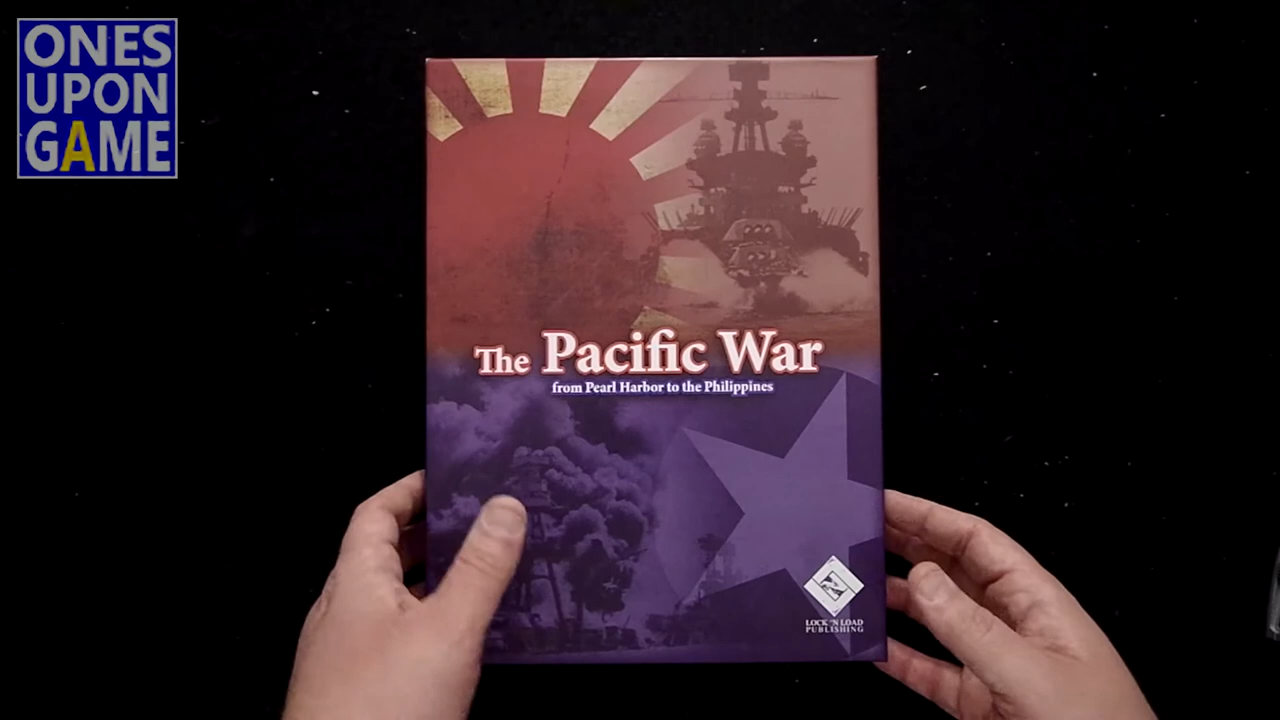 ONES
UPON
GAME
The Pacific War
from Pearl Harbor to the Philippines
LOCK 'N LOAD
PUBLISHING